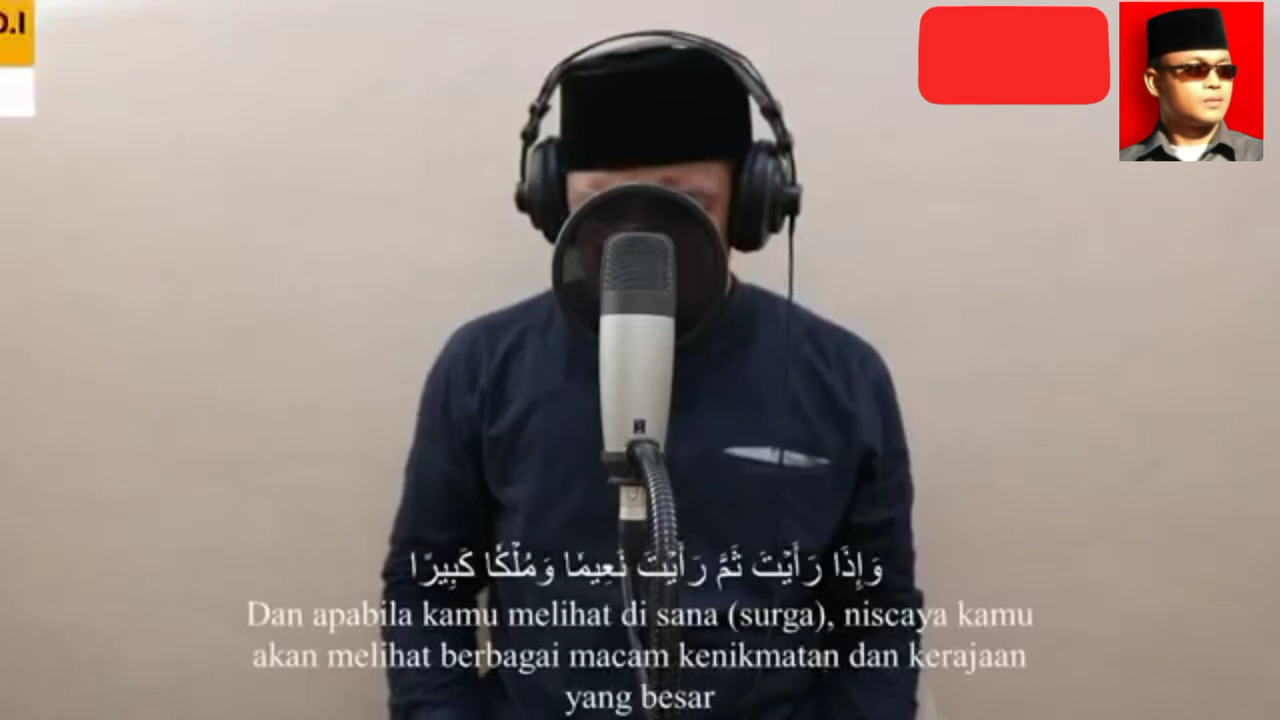 D.I
وَإِذَا رَأَيْتَ ثَمَّ رَأَيْتَ نَعِيمًا وَمُلْكًا كَبِيرًا
Dan apabila kamu melihat di sana (surga), niscaya kamu
akan melihat berbagai macam kenikmatan dan kerajaan
yang besar